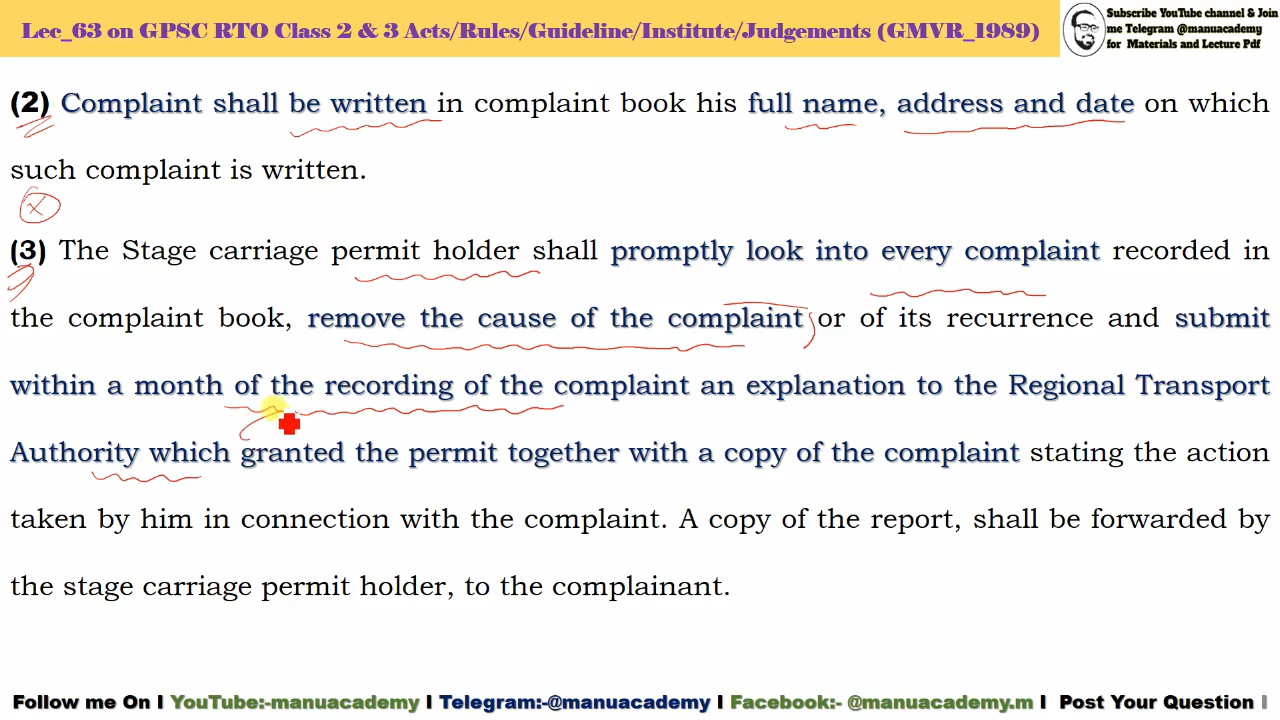 Lec_63 on GPSC RTO Class 2 & 3 Acts/Rules/Guideline/Institute/Judgements (GMVR_1989)
Subscribe YouTube channel & Join
me Telegram @manuacademy
for Materials and Lecture Pdf
(2) Complaint shall be written in complaint book his full name, address and date on which
such complaint is written.
(3) The Stage carriage permit holder shall promptly look into every complaint recorded in
the complaint book, remove the cause of the complaint or of its recurrence and submit
within a month of the recording of the complaint an explanation to the Regional Transport
Authority which granted the permit together with a copy of the complaint stating the action
taken by him in connection with the complaint. A copy of the report, shall be forwarded by
the stage carriage permit holder, to the complainant.
Follow me On I YouTube:-manuacademy I Telegram:-@manuacademy I Facebook:- @manuacademy.m I Post Your Question I